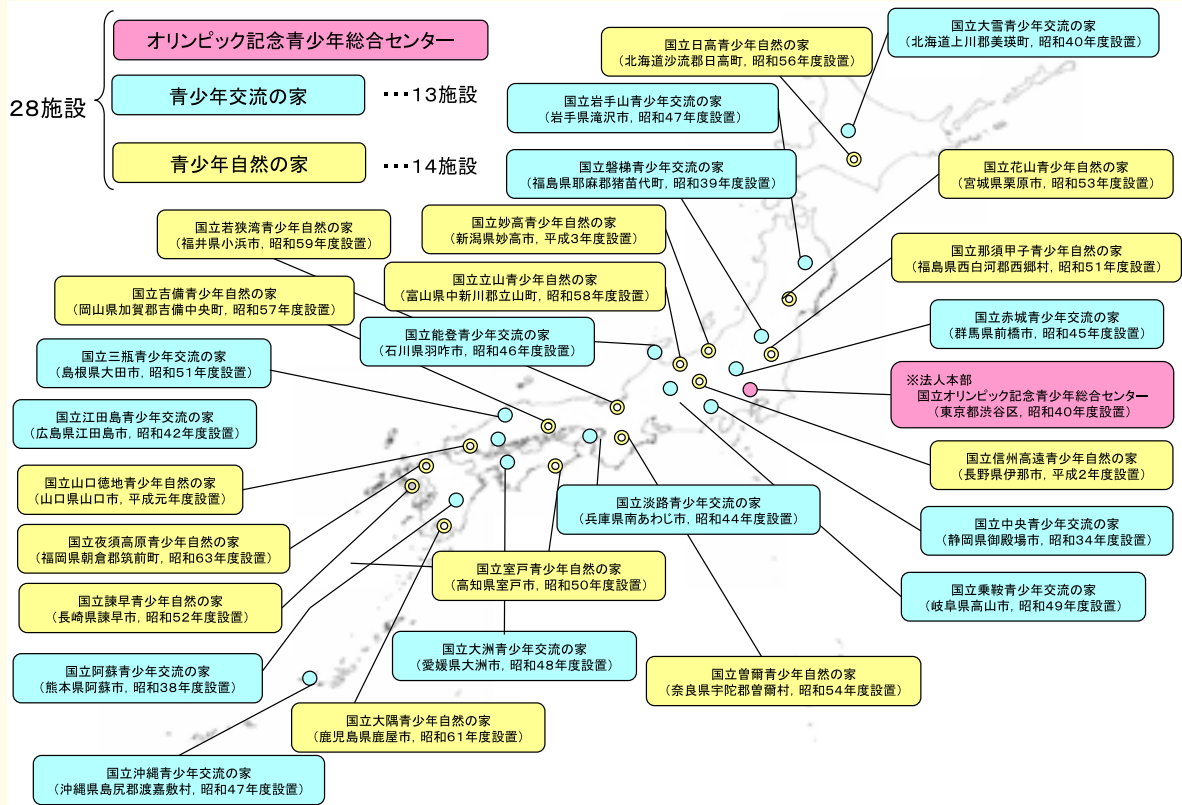 28施設
オリンピック記念青少年総合センター
青少年交流の家
･･･13施設
青少年自然の家
･･･14施設
国立大雪青少年交流の家
（北海道上川郡美瑛町, 昭和40年度設置）
国立日高青少年自然の家
（北海道沙流郡日高町, 昭和56年度設置）
国立岩手山青少年交流の家
（岩手県滝沢市, 昭和47年度設置）
国立磐梯青少年交流の家
（福島県耶麻郡猪苗代町, 昭和39年度設置）
国立花山青少年自然の家
（宮城県栗原市, 昭和53年度設置）
国立若狭湾青少年自然の家
（福井県小浜市, 昭和59年度設置）
国立妙高青少年自然の家
（新潟県妙高市, 平成3年度設置）
国立那須甲子青少年自然の家
（福島県西白河郡西郷村, 昭和51年度設置）
国立吉備青少年自然の家
（岡山県加賀郡吉備中央町, 昭和57年度設置）
国立立山青少年自然の家
（富山県中新川郡立山町, 昭和58年度設置）
国立赤城青少年交流の家
（群馬県前橋市, 昭和45年度設置）
国立能登青少年交流の家
（石川県羽咋市, 昭和46年度設置）
国立三瓶青少年交流の家
（島根県大田市, 昭和51年度設置）
※法人本部
国立オリンピック記念青少年総合センター
（東京都渋谷区, 昭和40年度設置）
国立江田島青少年交流の家
（広島県江田島市, 昭和42年度設置）
国立信州高遠青少年自然の家
（長野県伊那市, 平成2年度設置）
国立山口徳地青少年自然の家
（山口県山口市, 平成元年度設置）
国立淡路青少年交流の家
（兵庫県南あわじ市, 昭和44年度設置）
国立中央青少年交流の家
（静岡県御殿場市, 昭和34年度設置）
国立夜須高原青少年自然の家
（福岡県朝倉郡筑前町, 昭和63年度設置）
国立室戸青少年自然の家
（高知県室戸市, 昭和50年度設置）
国立乗鞍青少年交流の家
（岐阜県高山市, 昭和49年度設置）
国立諫早青少年自然の家
（長崎県諫早市, 昭和52年度設置）
国立大洲青少年交流の家
（愛媛県大洲市, 昭和48年度設置）
国立阿蘇青少年交流の家
（熊本県阿蘇市, 昭和38年度設置）
国立曽爾青少年自然の家
（奈良県宇陀郡曽爾村, 昭和54年度設置）
国立大隅青少年自然の家
（鹿児島県鹿屋市, 昭和61年度設置）
国立沖縄青少年交流の家
（沖縄県島尻郡渡嘉敷村, 昭和47年度設置）